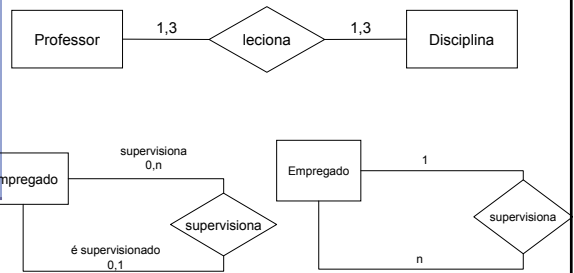 Professor
1,3
leciona
1,3
Disciplina
supervisiona
0,n
mpregado
supervisiona
é supervisionado
0,1
Empregado
1
supervisiona
n